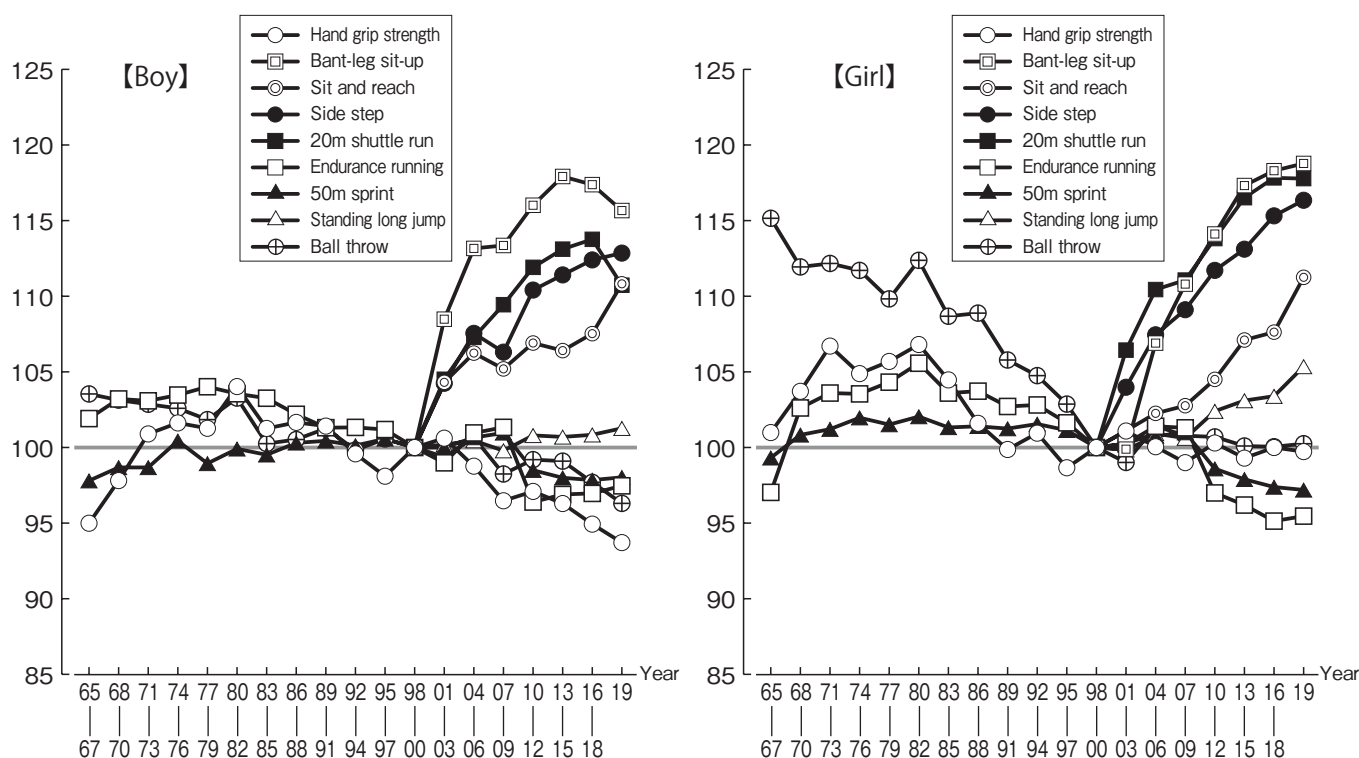 Hand grip strength
Bant-leg sit-up
Sit and reach
Side step
20m shuttle run
Endurance running
50m sprint
Standing long jump
Ball throw
【Boy】
125
120
115
110
105
100
95
90
85
Year
65 68 71 74 77 80 83 86 89 92 95 98 01 04 07 10 13 16 19
67 70 73 76 79 82 85 88 91 94 97 00 03 06 09 12 15 18
Hand grip strength
Bant-leg sit-up
Sit and reach
Side step
20m shuttle run
Endurance running
50m sprint
Standing long jump
Ball throw
【Girl】
125
120
115
110
105
100
95
90
85
Year
65 68 71 74 77 80 83 86 89 92 95 98 01 04 07 10 13 16 19
67 70 73 76 79 82 85 88 91 94 97 00 03 06 09 12 15 18